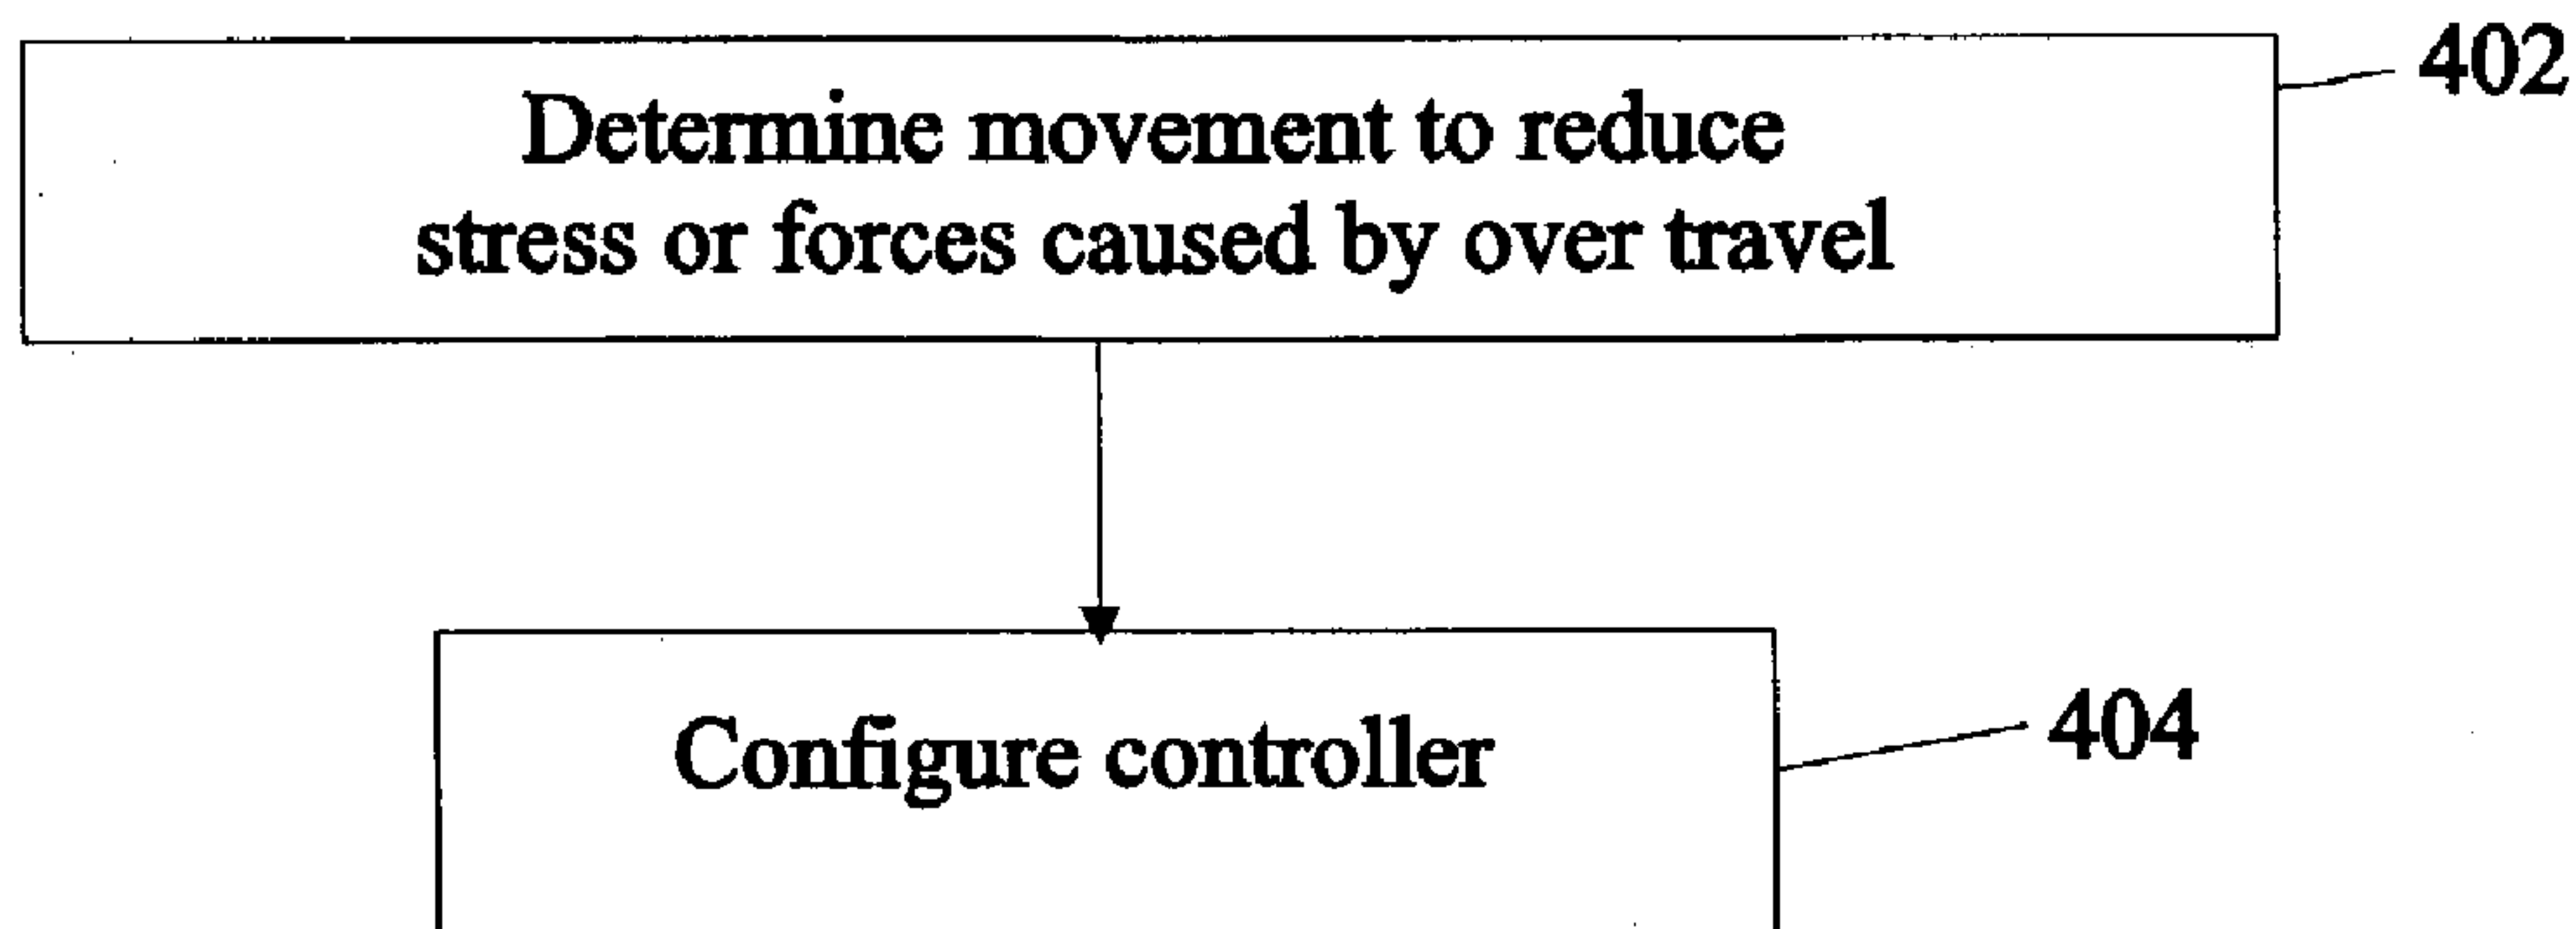 402
Determine movement to reduce
stress or forces caused by over travel
Configure controller
404